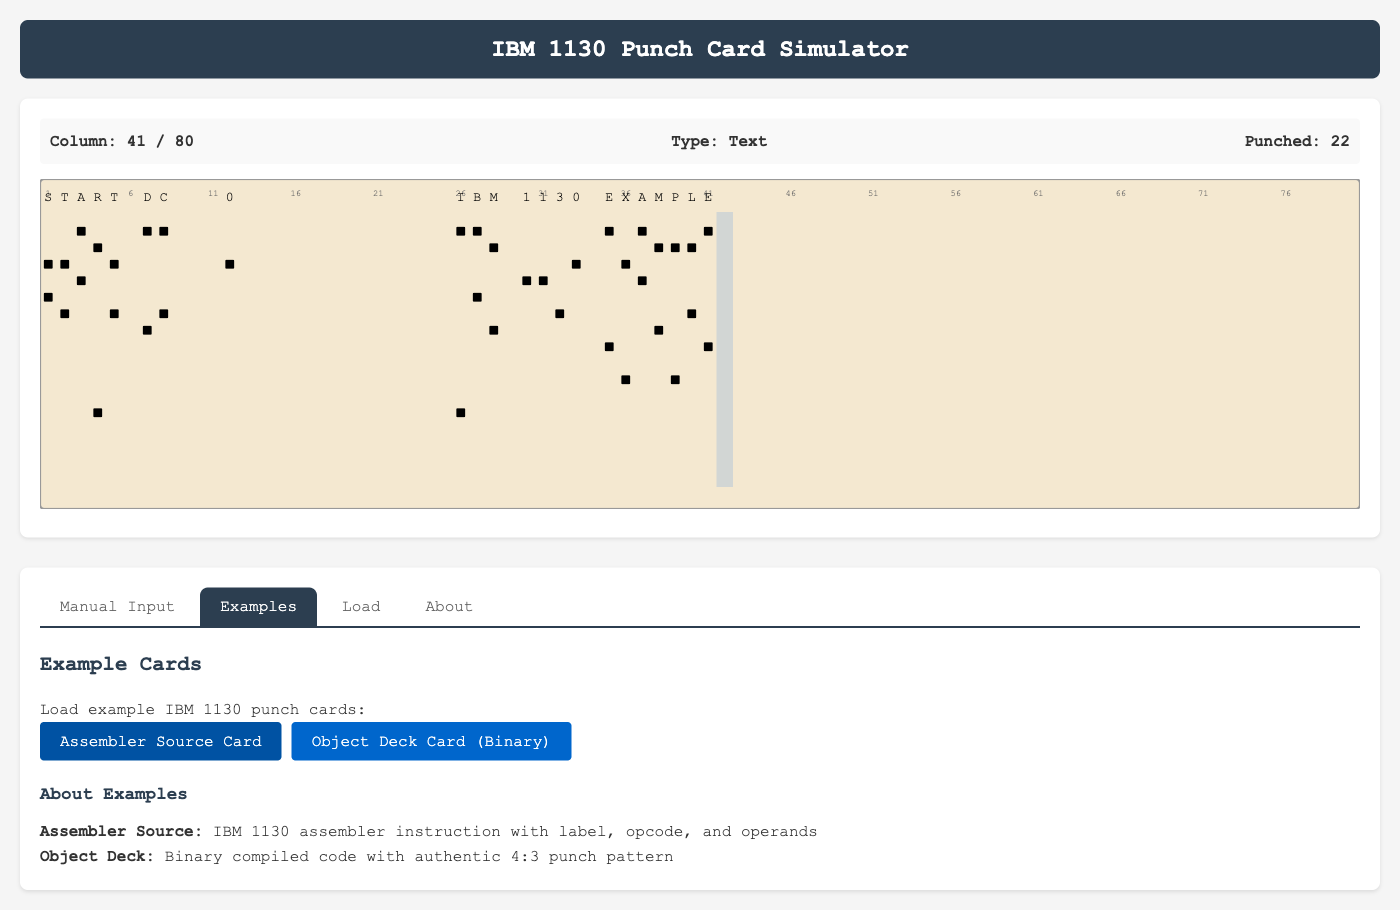 IBM 1130 Punch Card Simulator
Column: 41 / 80 Type: Text Punched: 22
1 6 11 16 21 26 31 36 41 46 51 56 61 66 71 76
START DC 0 IBM 1130 EXAMPLE
Manual Input Examples Load About
Example Cards
Load example IBM 1130 punch cards:
Assembler Source Card Object Deck Card (Binary)
About Examples
Assembler Source: IBM 1130 assembler instruction with label, opcode, and operands
Object Deck: Binary compiled code with authentic 4:3 punch pattern